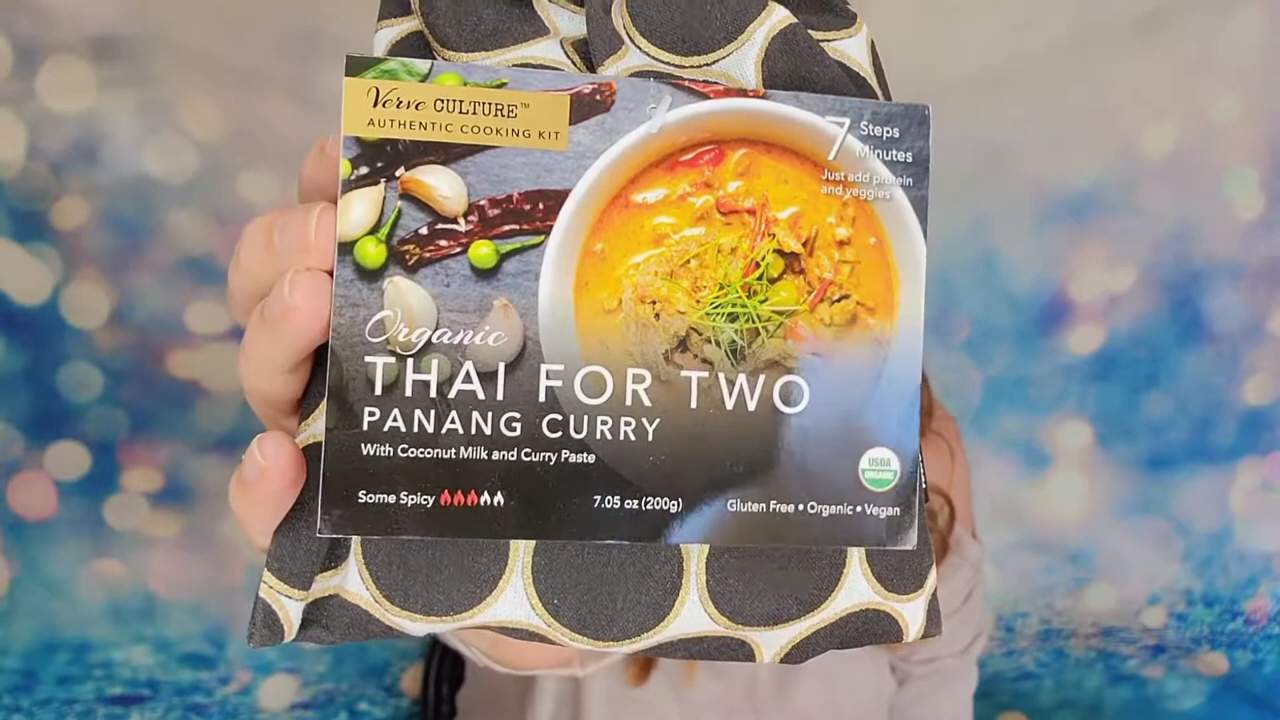 Verve CULTURE™
AUTHENTIC COOKING KIT
7 Steps
Minutes
Just add protein
and veggies
Organic
THAI FOR TWO
PANANG CURRY
With Coconut Milk and Curry Paste
USDA
ORGANIC
Some Spicy
7.05 oz (200g)
Gluten Free • Organic • Vegan